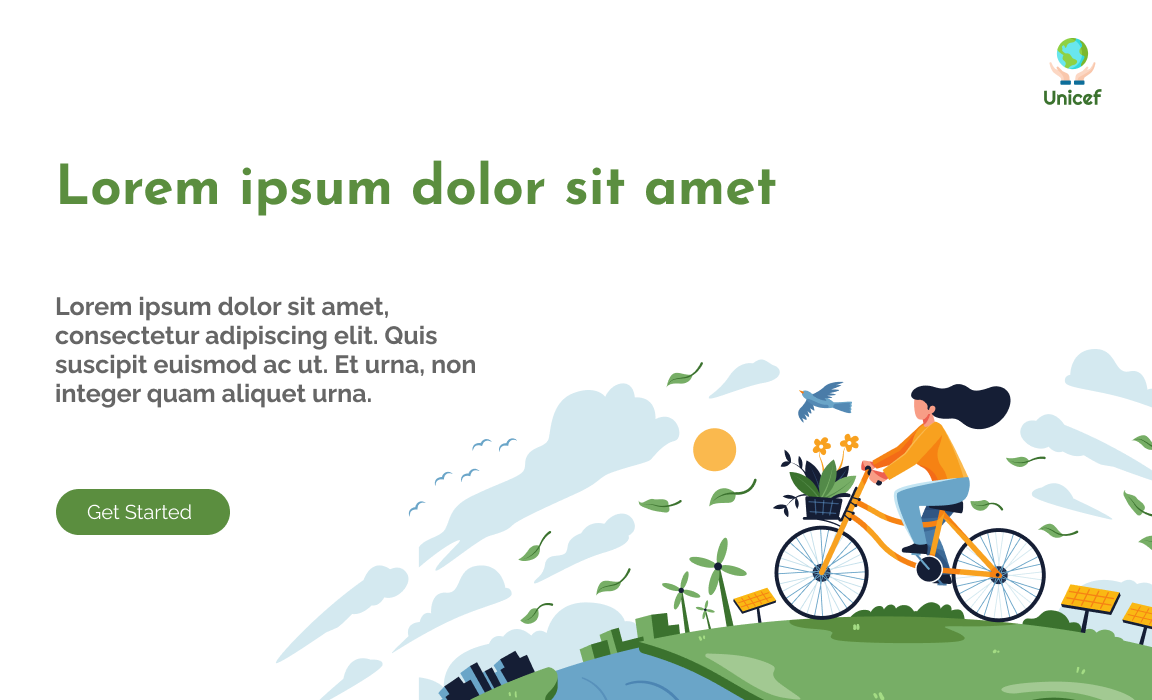 Unicef
Lorem ipsum dolor sit amet
Lorem ipsum dolor sit amet,
consectetur adipiscing elit. Quis
suscipit euismod ac ut. Et urna, non
integer quam aliquet urna.
Get Started